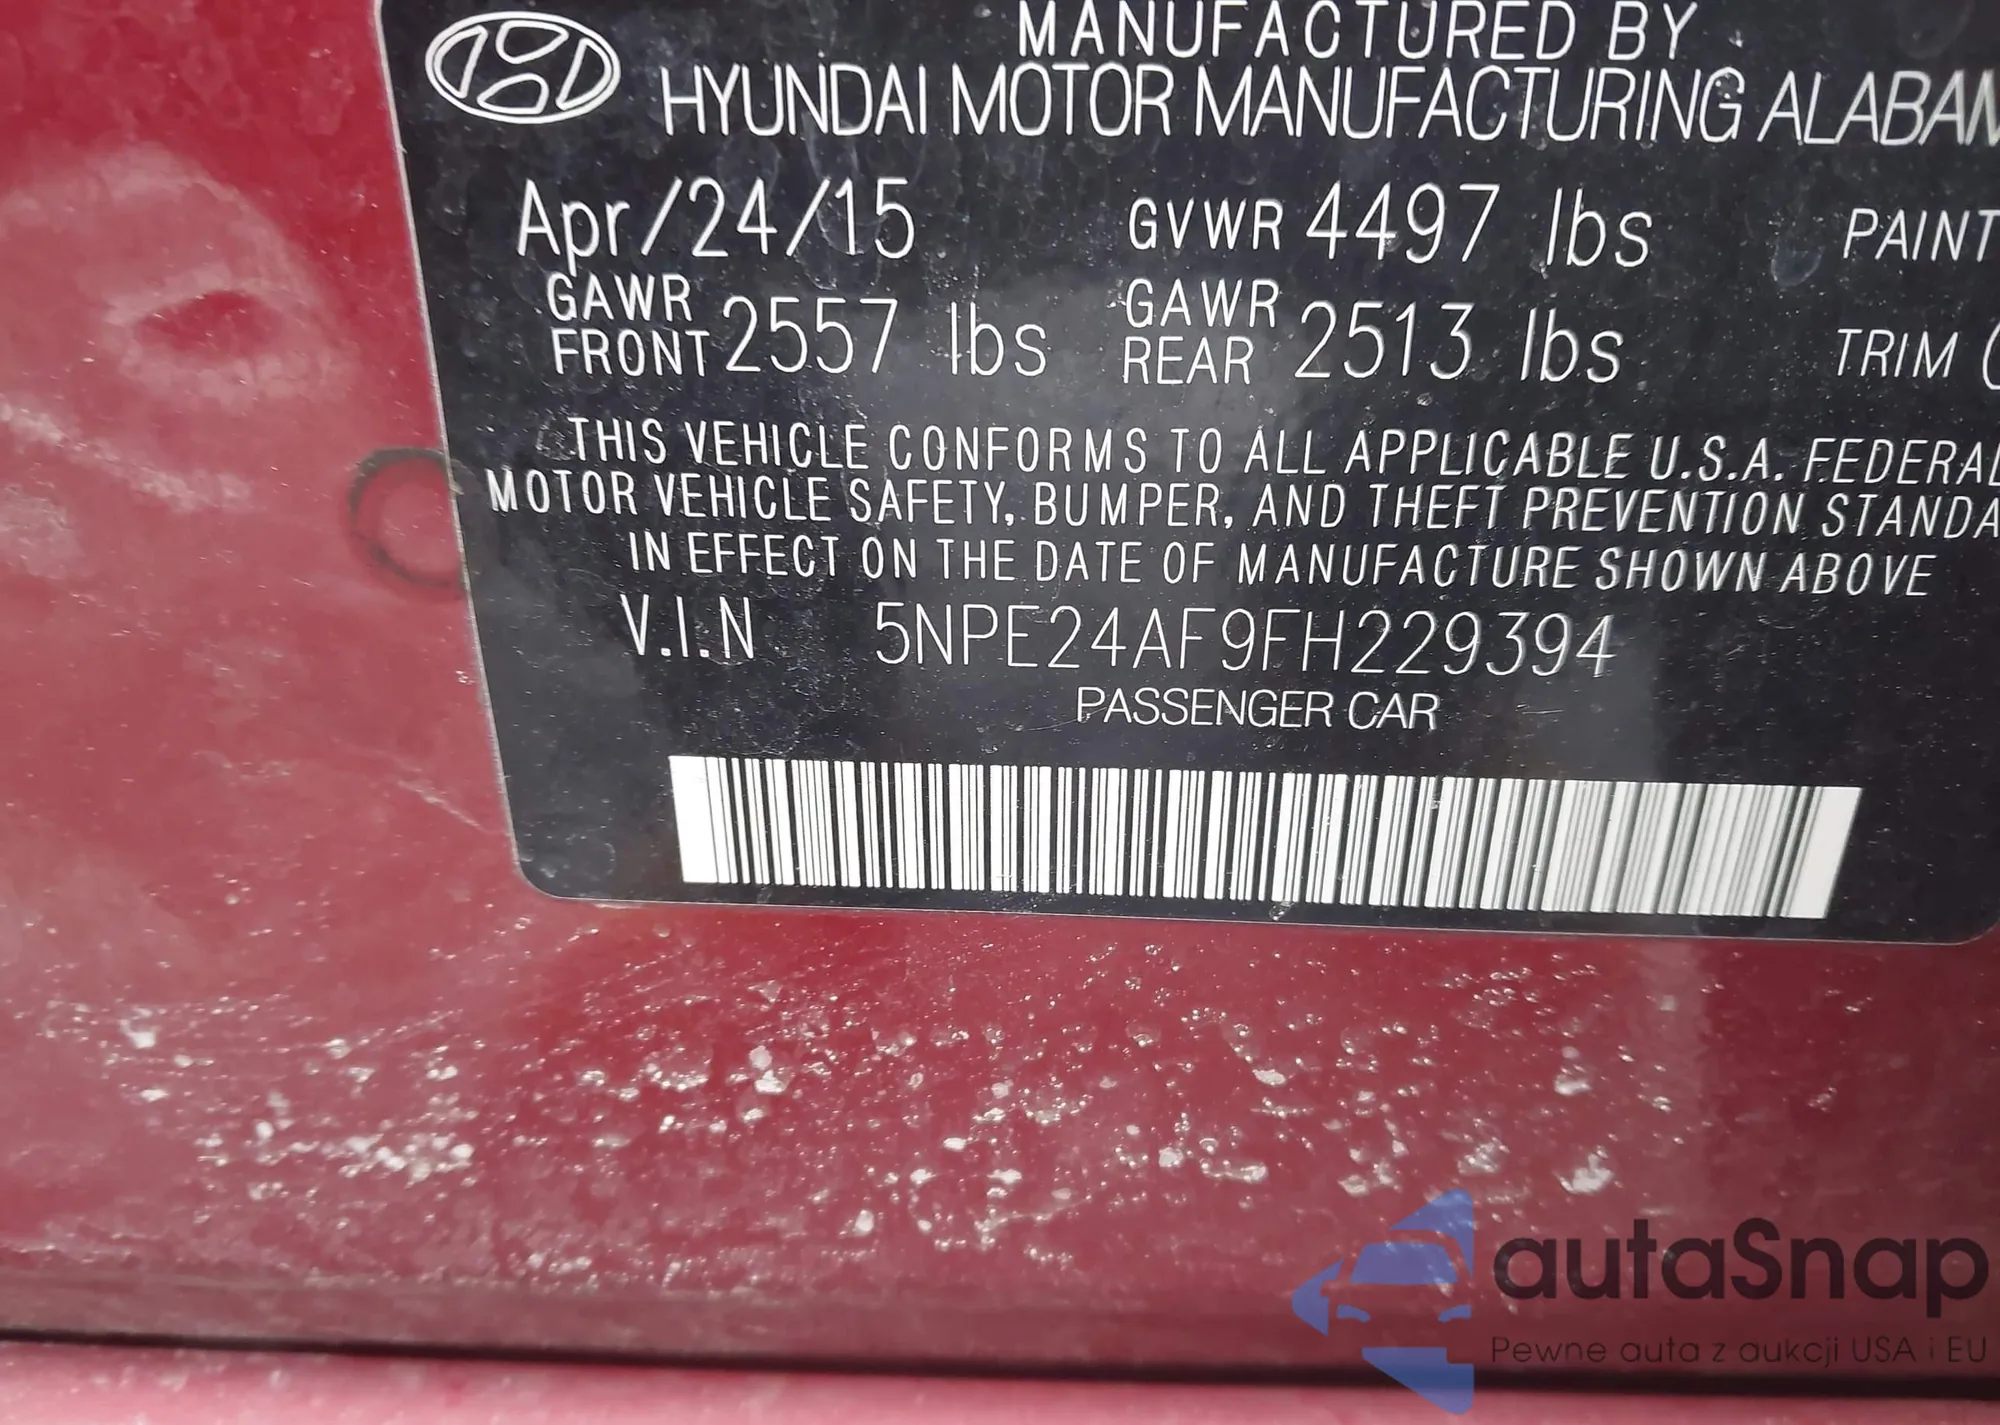 MANUFACTURED BY
HYUNDAI MOTOR MANUFACTURING ALABAM
Apr/24/15 GVWR 4497 lbs PAINT
GAWR FRONT 2557 lbs GAWR REAR 2513 lbs TRIM
THIS VEHICLE CONFORMS TO ALL APPLICABLE U.S.A. FEDERAL
MOTOR VEHICLE SAFETY, BUMPER, AND THEFT PREVENTION STANDA
IN EFFECT ON THE DATE OF MANUFACTURE SHOWN ABOVE
V.I.N 5NPE24AF9FH229394
PASSENGER CAR
autaSnap
Pewne auta z aukcji USA i EU